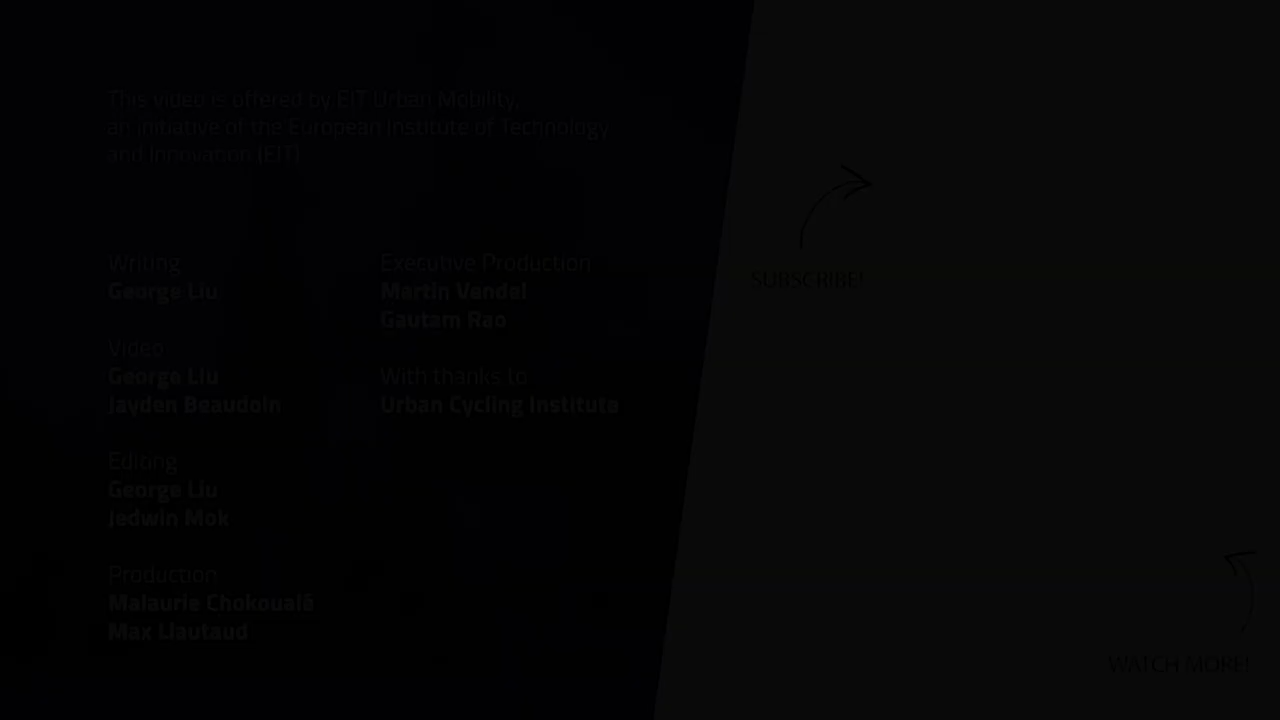 This video is offered by EIT Urban Mobility,
an initiative of the European Institute of Technology
and Innovation (EIT)
Writing
George Liu
Video
George Liu
Jayden Beaudoin
Editing
George Liu
Jedwin Mok
Production
Malaurie Chokoualé
Max Liautaud
Executive Production
Martin Vendel
Gautam Rao
With thanks to
Urban Cycling Institute
SUBSCRIBE!
WATCH MORE!